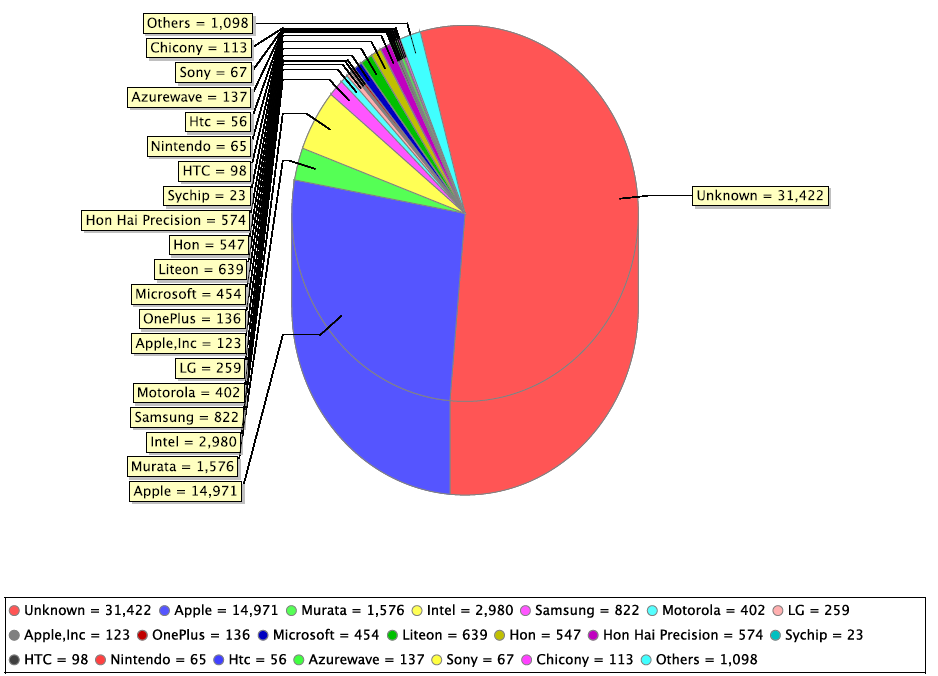 Others = 1,098
Chicony = 113
Sony = 67
Azurewave = 137
Htc = 56
Nintendo = 65
HTC = 98
Sychip = 23
Hon Hai Precision = 574
Hon = 547
Liteon = 639
Microsoft = 454
OnePlus = 136
Apple,Inc = 123
LG = 259
Motorola = 402
Samsung = 822
Intel = 2,980
Murata = 1,576
Apple = 14,971
Unknown = 31,422
Unknown = 31,422 Apple = 14,971 Murata = 1,576 Intel = 2,980 Samsung = 822 Motorola = 402 LG = 259
Apple,Inc = 123 OnePlus = 136 Microsoft = 454 Liteon = 639 Hon = 547 Hon Hai Precision = 574 Sychip = 23
HTC = 98 Nintendo = 65 Htc = 56 Azurewave = 137 Sony = 67 Chicony = 113 Others = 1,098